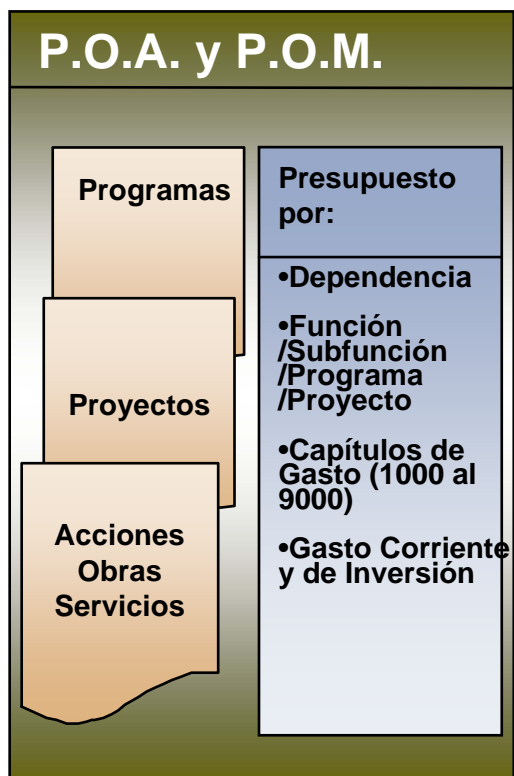 P.O.A. y P.O.M.
Programas
Proyectos
Acciones
Obras
Servicios
Presupuesto
por:
•Dependencia
•Función
/Subfunción
/Programa
/Proyecto
•Capítulos de
Gasto (1000 al
9000)
•Gasto Corriente
y de Inversión